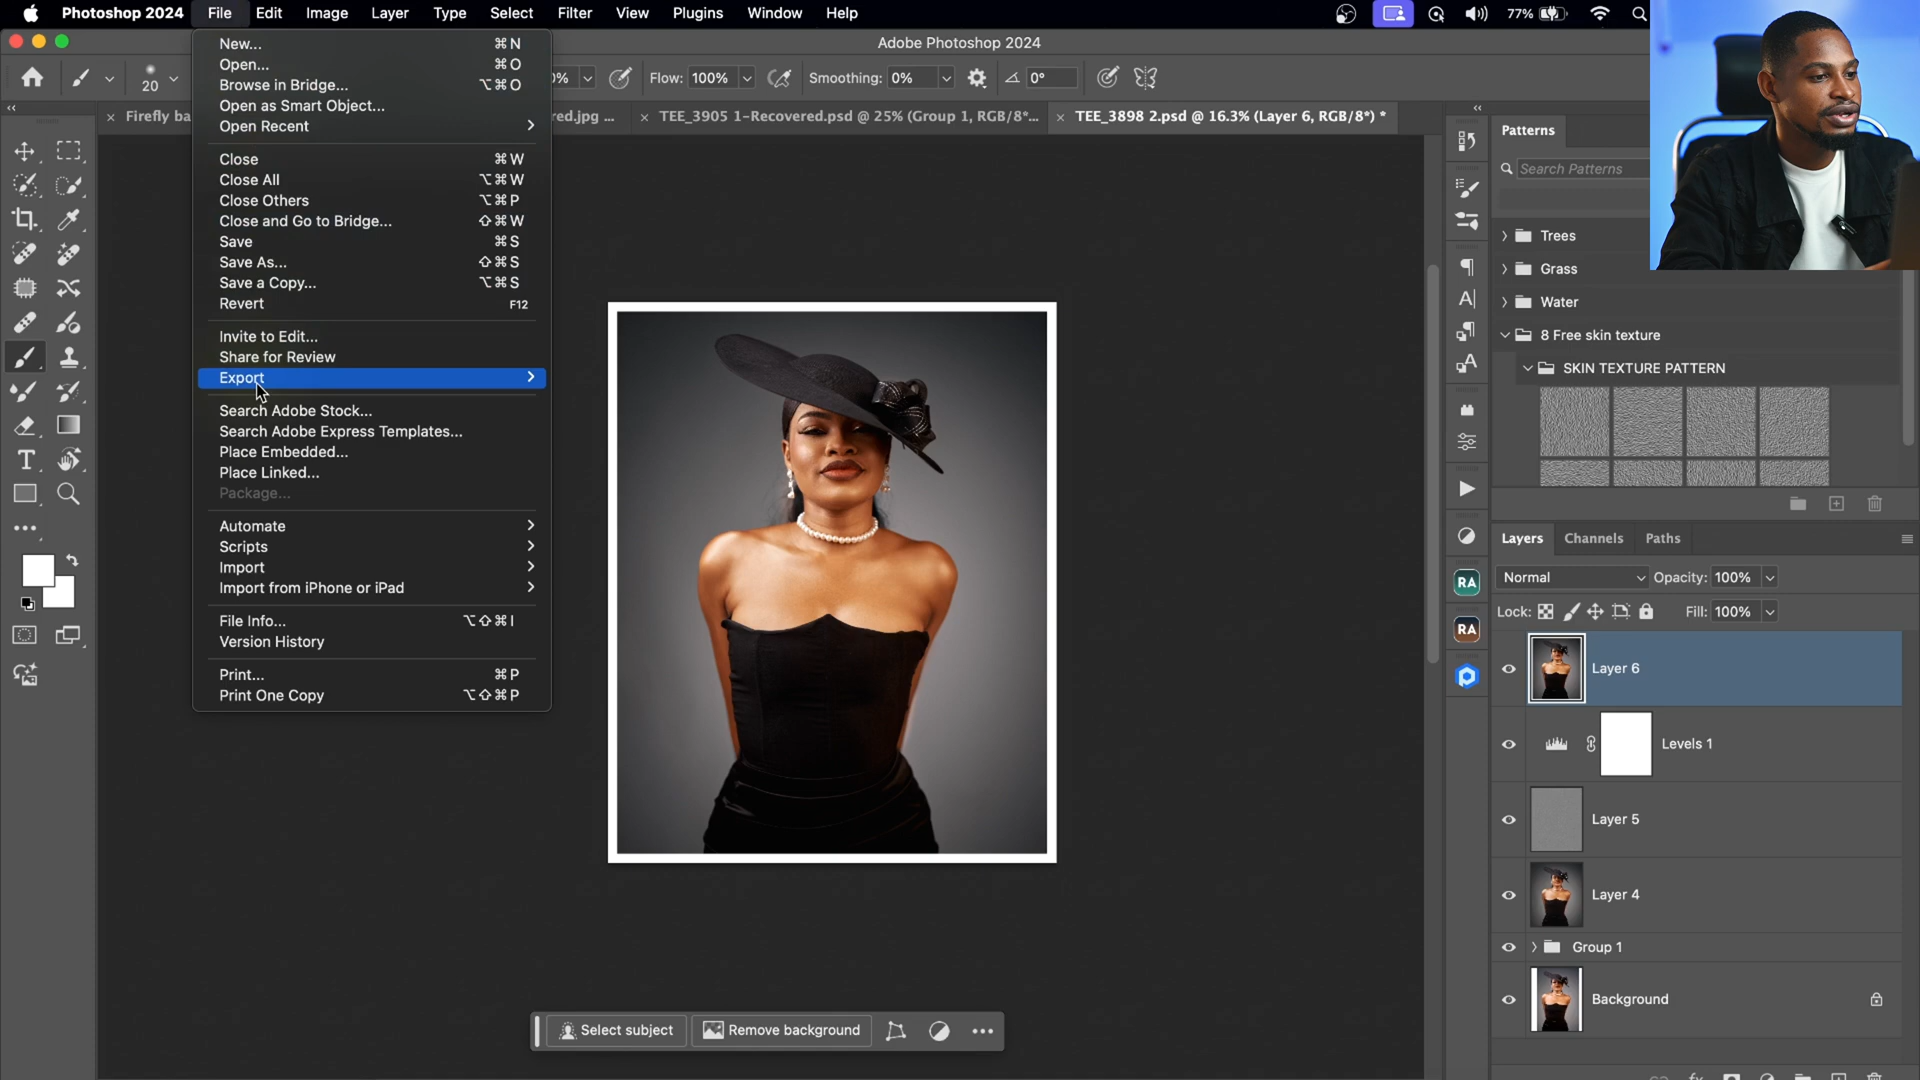 Photoshop 2024 File Edit Image Layer Type Select Filter View Plugins Window Help 77%
Adobe Photoshop 2024
20 0% Flow: 100% Smoothing: 0% 0°
Firefly ba red.jpg ... TEE_3905 1-Recovered.psd @ 25% (Group 1, RGB/8*... TEE_3898 2.psd @ 16.3% (Layer 6, RGB/8*) *
New... ⌘N
Open... ⌘O
Browse in Bridge... ⌥⌘O
Open as Smart Object...
Open Recent
Close ⌘W
Close All ⌥⌘W
Close Others ⌥⌘P
Close and Go to Bridge... ⇧⌘W
Save ⌘S
Save As... ⇧⌘S
Save a Copy... ⌥⌘S
Revert F12
Invite to Edit...
Share for Review
Export
Search Adobe Stock...
Search Adobe Express Templates...
Place Embedded...
Place Linked...
Package...
Automate
Scripts
Import
Import from iPhone or iPad
File Info... ⌥⇧⌘I
Version History
Print... ⌘P
Print One Copy ⌥⇧⌘P
Select subject Remove background
RA
RA
Patterns
Search Patterns
Trees
Grass
Water
8 Free skin texture
SKIN TEXTURE PATTERN
Layers Channels Paths
Normal Opacity: 100%
Lock: Fill: 100%
Layer 6
Levels 1
Layer 5
Layer 4
Group 1
Background